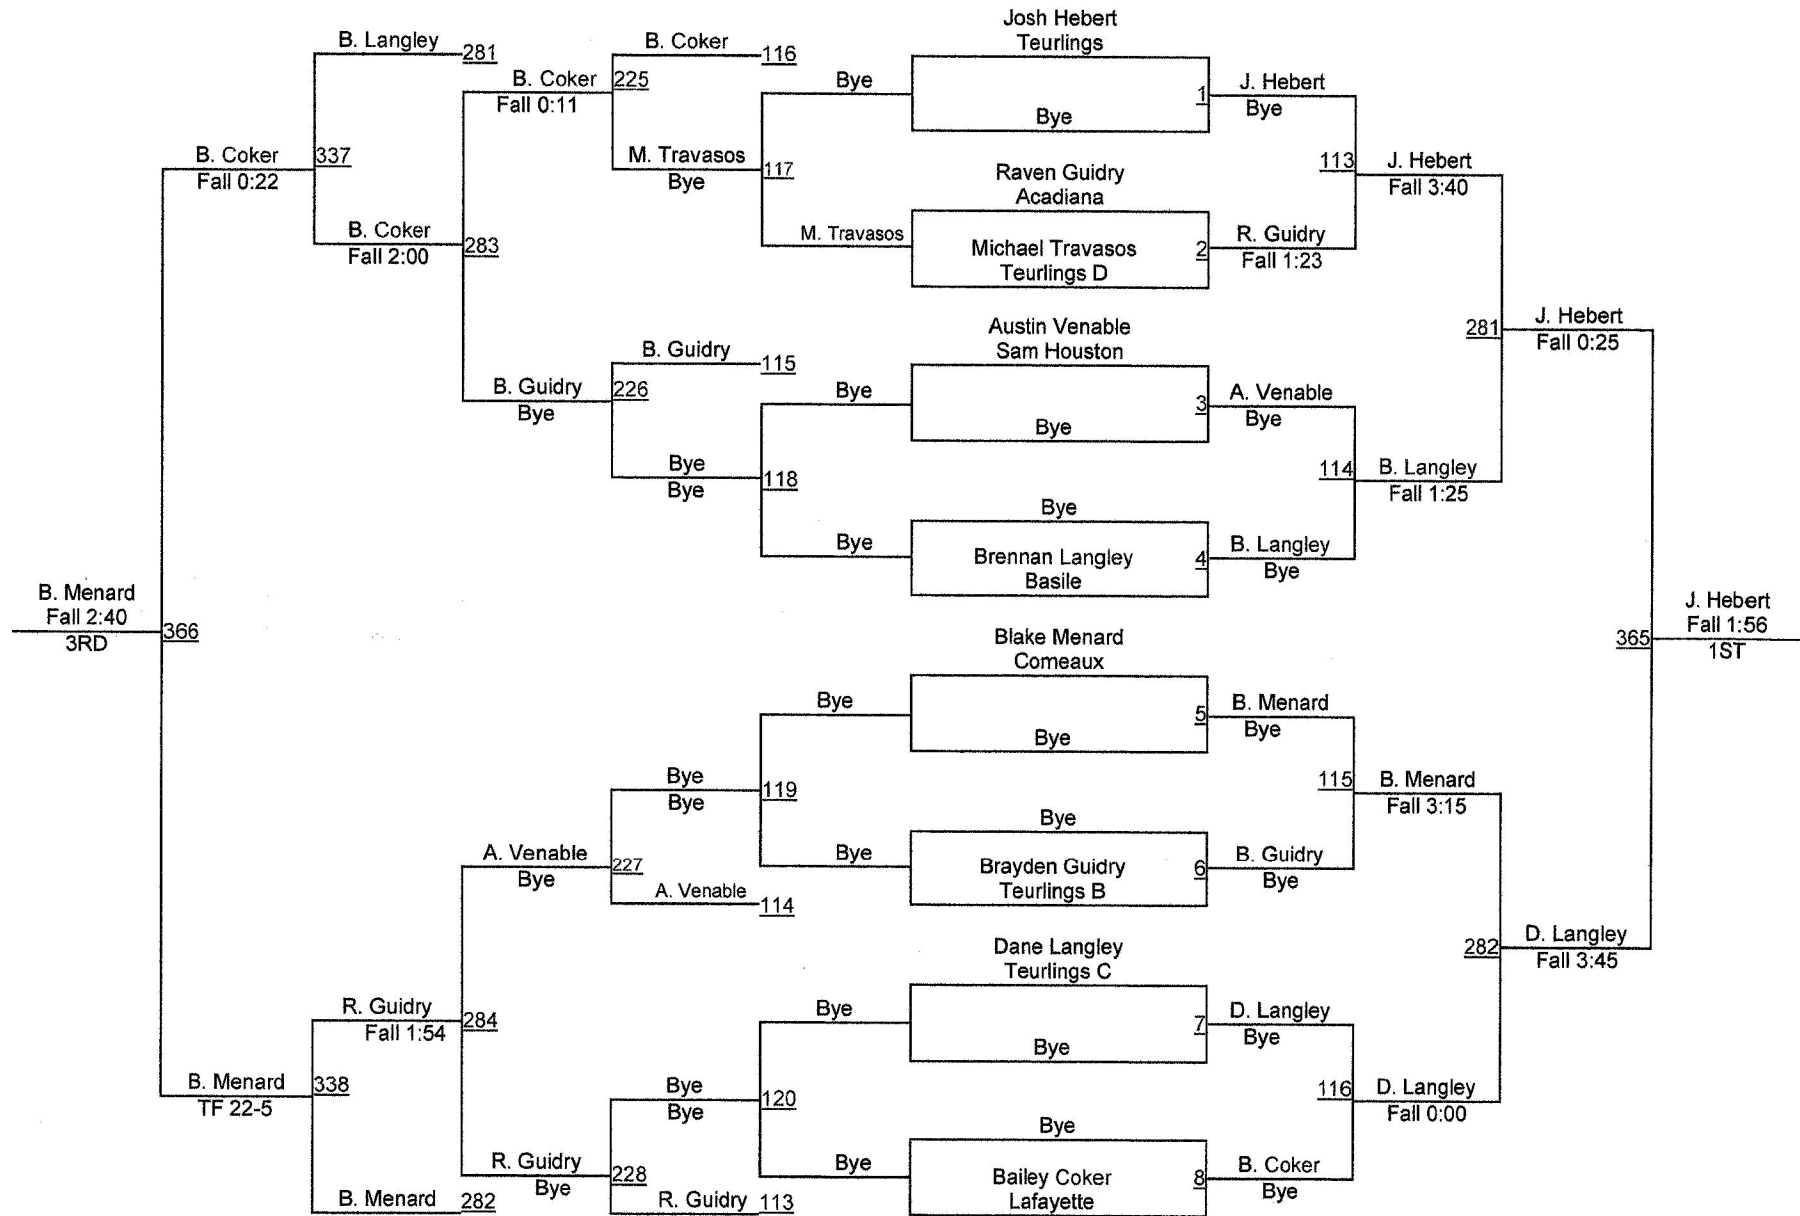 Josh Hebert
Teurlings
B. Langley
281
B. Coker
116
B. Coker
225
Fall 0:11
Bye
1
J. Hebert
Bye
Bye
B. Coker
337
Fall 0:22
M. Travasos
117
Bye
Raven Guidry
Acadiana
113
J. Hebert
Fall 3:40
B. Coker
283
Fall 2:00
M. Travasos
Michael Travasos
Teurlings D
2
R. Guidry
Fall 1:23
Austin Venable
Sam Houston
281
J. Hebert
Fall 0:25
B. Guidry
115
B. Guidry
226
Bye
Bye
3
A. Venable
Bye
Bye
Bye
118
Bye
114
B. Langley
Fall 1:25
Bye
Bye
Brennan Langley
Basile
4
B. Langley
Bye
B. Menard
Fall 2:40
366
3RD
J. Hebert
Fall 1:56
365
1ST
Blake Menard
Comeaux
Bye
5
B. Menard
Bye
Bye
Bye
119
Bye
115
B. Menard
Fall 3:15
A. Venable
227
Bye
A. Venable
114
Bye
Bye
Brayden Guidry
Teurlings B
6
B. Guidry
Bye
Dane Langley
Teurlings C
282
D. Langley
Fall 3:45
R. Guidry
284
Fall 1:54
Bye
7
D. Langley
Bye
Bye
B. Menard
338
TF 22-5
Bye
120
Bye
116
D. Langley
Fall 0:00
Bye
R. Guidry
228
Bye
Bye
Bailey Coker
Lafayette
8
B. Coker
Bye
B. Menard
282
R. Guidry
113